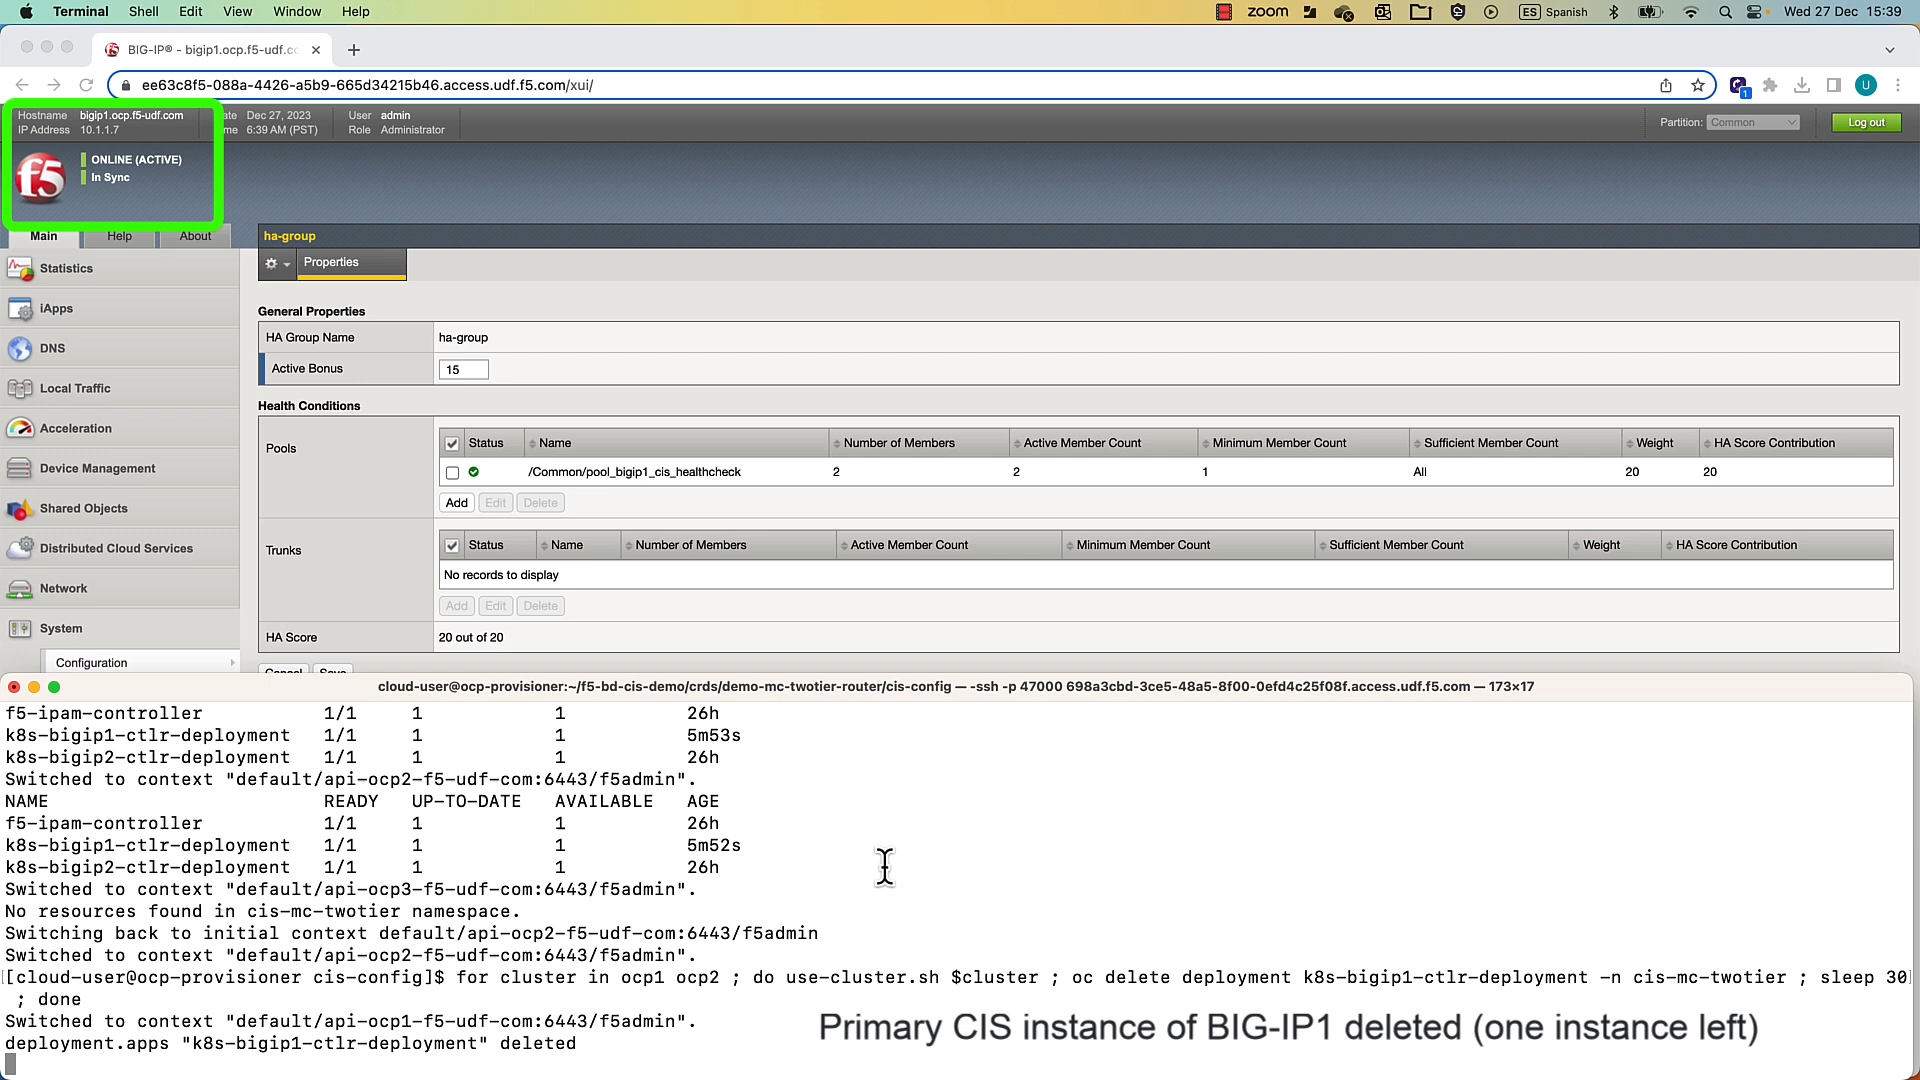 Terminal Shell Edit View Window Help zoom ES Spanish Wed 27 Dec 15:39
BIG-IP® - bigip1.ocp.f5-udf.cc
ee63c8f5-088a-4426-a5b9-665d34215b46.access.udf.f5.com/xui/ 1 U
Hostname bigip1.ocp.f5-udf.com ate Dec 27, 2023 User admin
IP Address 10.1.1.7 me 6:39 AM (PST) Role Administrator
Partition: Common Log out
f5
ONLINE (ACTIVE)
In Sync
Main Help About
ha-group
Properties
Statistics
iApps
DNS
Local Traffic
Acceleration
Device Management
Shared Objects
Distributed Cloud Services
Network
System
Configuration
General Properties
HA Group Name ha-group
Active Bonus 15
Health Conditions
Pools
Status Name Number of Members Active Member Count Minimum Member Count Sufficient Member Count Weight HA Score Contribution
/Common/pool_bigip1_cis_healthcheck 2 2 1 All 20 20
Add Edit Delete
Trunks
Status Name Number of Members Active Member Count Minimum Member Count Sufficient Member Count Weight HA Score Contribution
No records to display
Add Edit Delete
HA Score 20 out of 20
Cancel Save
cloud-user@ocp-provisioner:~/f5-bd-cis-demo/crds/demo-mc-twotier-router/cis-config — -ssh -p 47000 698a3cbd-3ce5-48a5-8f00-0efd4c25f08f.access.udf.f5.com — 173×17
f5-ipam-controller 1/1 1 1 26h
k8s-bigip1-ctlr-deployment 1/1 1 1 5m53s
k8s-bigip2-ctlr-deployment 1/1 1 1 26h
Switched to context "default/api-ocp2-f5-udf-com:6443/f5admin".
NAME READY UP-TO-DATE AVAILABLE AGE
f5-ipam-controller 1/1 1 1 26h
k8s-bigip1-ctlr-deployment 1/1 1 1 5m52s
k8s-bigip2-ctlr-deployment 1/1 1 1 26h
Switched to context "default/api-ocp3-f5-udf-com:6443/f5admin".
No resources found in cis-mc-twotier namespace.
Switching back to initial context default/api-ocp2-f5-udf-com:6443/f5admin
Switched to context "default/api-ocp2-f5-udf-com:6443/f5admin".
[[cloud-user@ocp-provisioner cis-config]$ for cluster in ocp1 ocp2 ; do use-cluster.sh $cluster ; oc delete deployment k8s-bigip1-ctlr-deployment -n cis-mc-twotier ; sleep 30]
; done
Switched to context "default/api-ocp1-f5-udf-com:6443/f5admin".
deployment.apps "k8s-bigip1-ctlr-deployment" deleted
Primary CIS instance of BIG-IP1 deleted (one instance left)